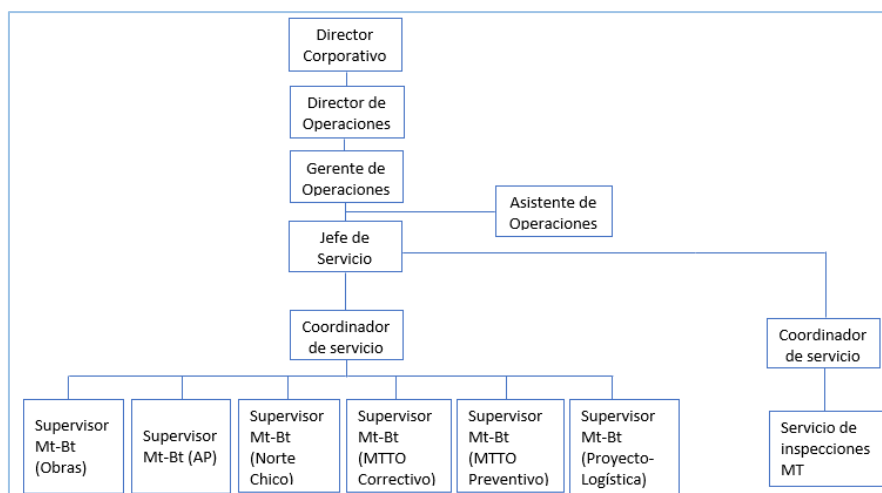 Director
Corporativo
Director de
Operaciones
Gerente de
Operaciones
Asistente de
Operaciones
Jefe de
Servicio
Coordinador
de servicio
Coordinador
de servicio
Supervisor
Mt-Bt
(Obras)
Supervisor
Mt-Bt (AP)
Supervisor
Mt-Bt
(Norte
Chico)
Supervisor
Mt-Bt
(MTTO
Correctivo)
Supervisor
Mt-Bt
(MTTO
Preventivo)
Supervisor
Mt-Bt
(Proyecto-
Logística)
Servicio de
inspecciones
MT